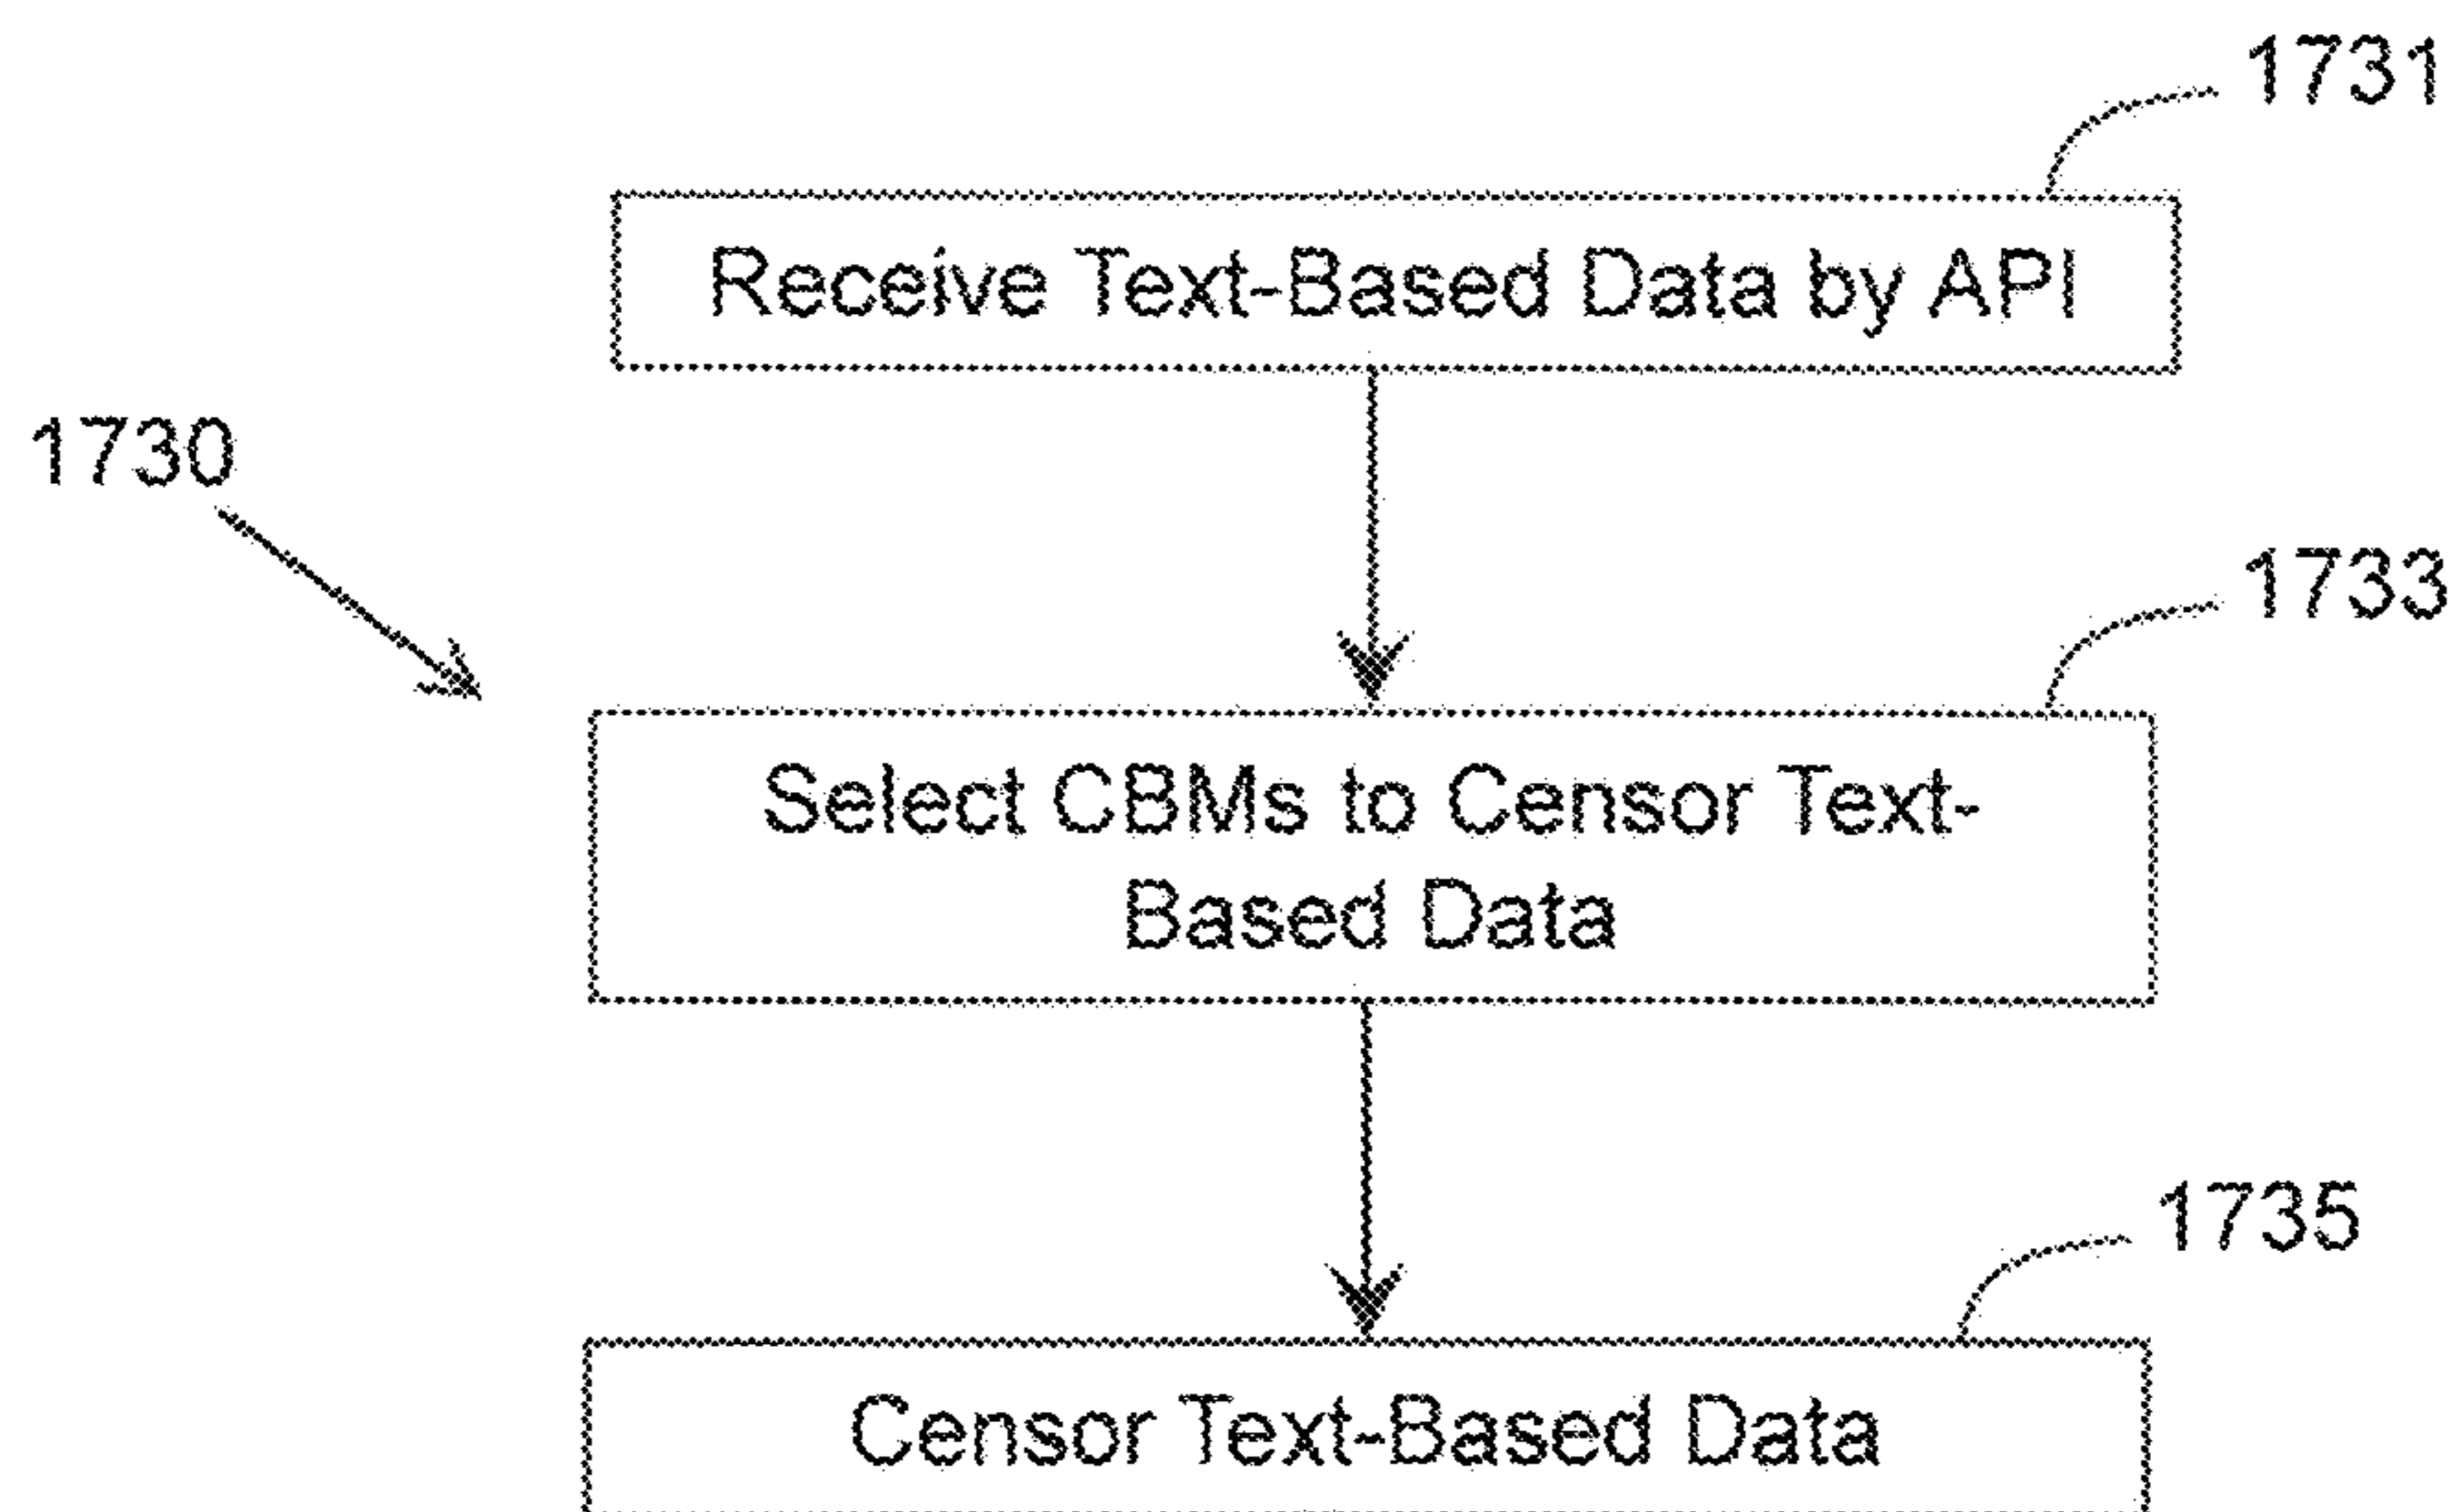 1731
Receive Text-Based Data by API
1730
1733
Select CBMs to Censor Text-
Based Data
1735
Censor Text-Based Data